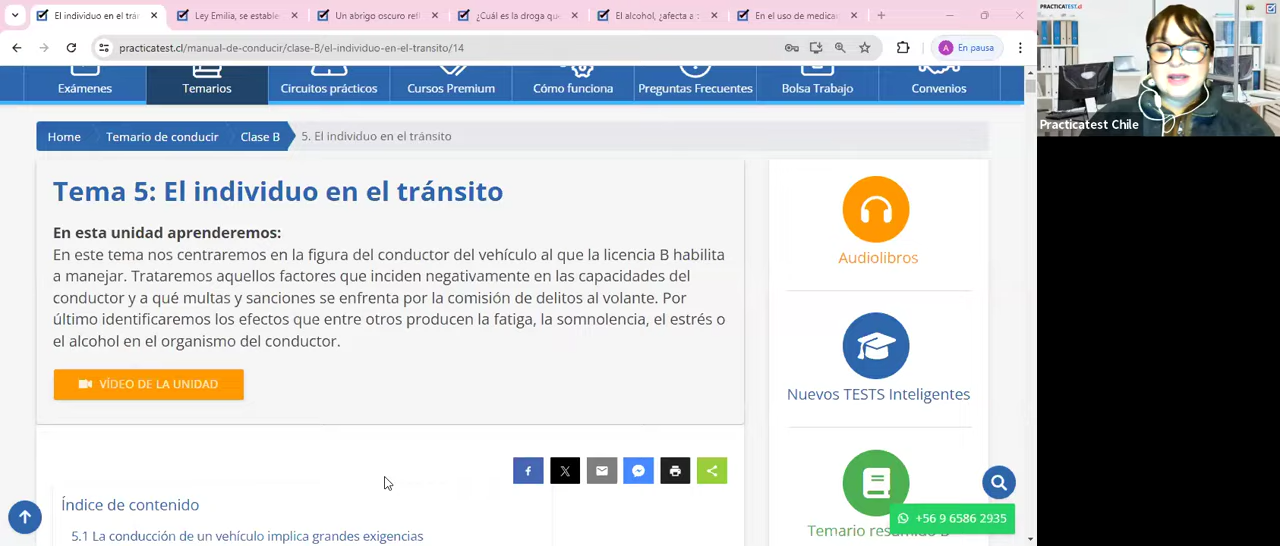 El individuo en el trán
Ley Emilia, se establec
Un abrigo oscuro refl
¿Cuál es la droga que
El alcohol, ¿afecta a t
En el uso de medica
practicatest.cl/manual-de-conducir/clase-B/el-individuo-en-el-transito/14
A
En pausa
PRACTICATEST.cl
Exámenes
Temarios
Circuitos prácticos
Cursos Premium
Cómo funciona
Preguntas Frecuentes
Bolsa Trabajo
Convenios
Practicatest Chile
Home
Temario de conducir
Clase B
5. El individuo en el tránsito
Tema 5: El individuo en el tránsito
En esta unidad aprenderemos:
En este tema nos centraremos en la figura del conductor del vehículo al que la licencia B habilita
a manejar. Trataremos aquellos factores que inciden negativamente en las capacidades del
conductor y a qué multas y sanciones se enfrenta por la comisión de delitos al volante. Por
último identificaremos los efectos que entre otros producen la fatiga, la somnolencia, el estrés o
el alcohol en el organismo del conductor.
VÍDEO DE LA UNIDAD
Audiolibros
Nuevos TESTS Inteligentes
Temario resumido B
+56 9 6586 2935
Índice de contenido
5.1 La conducción de un vehículo implica grandes exigencias